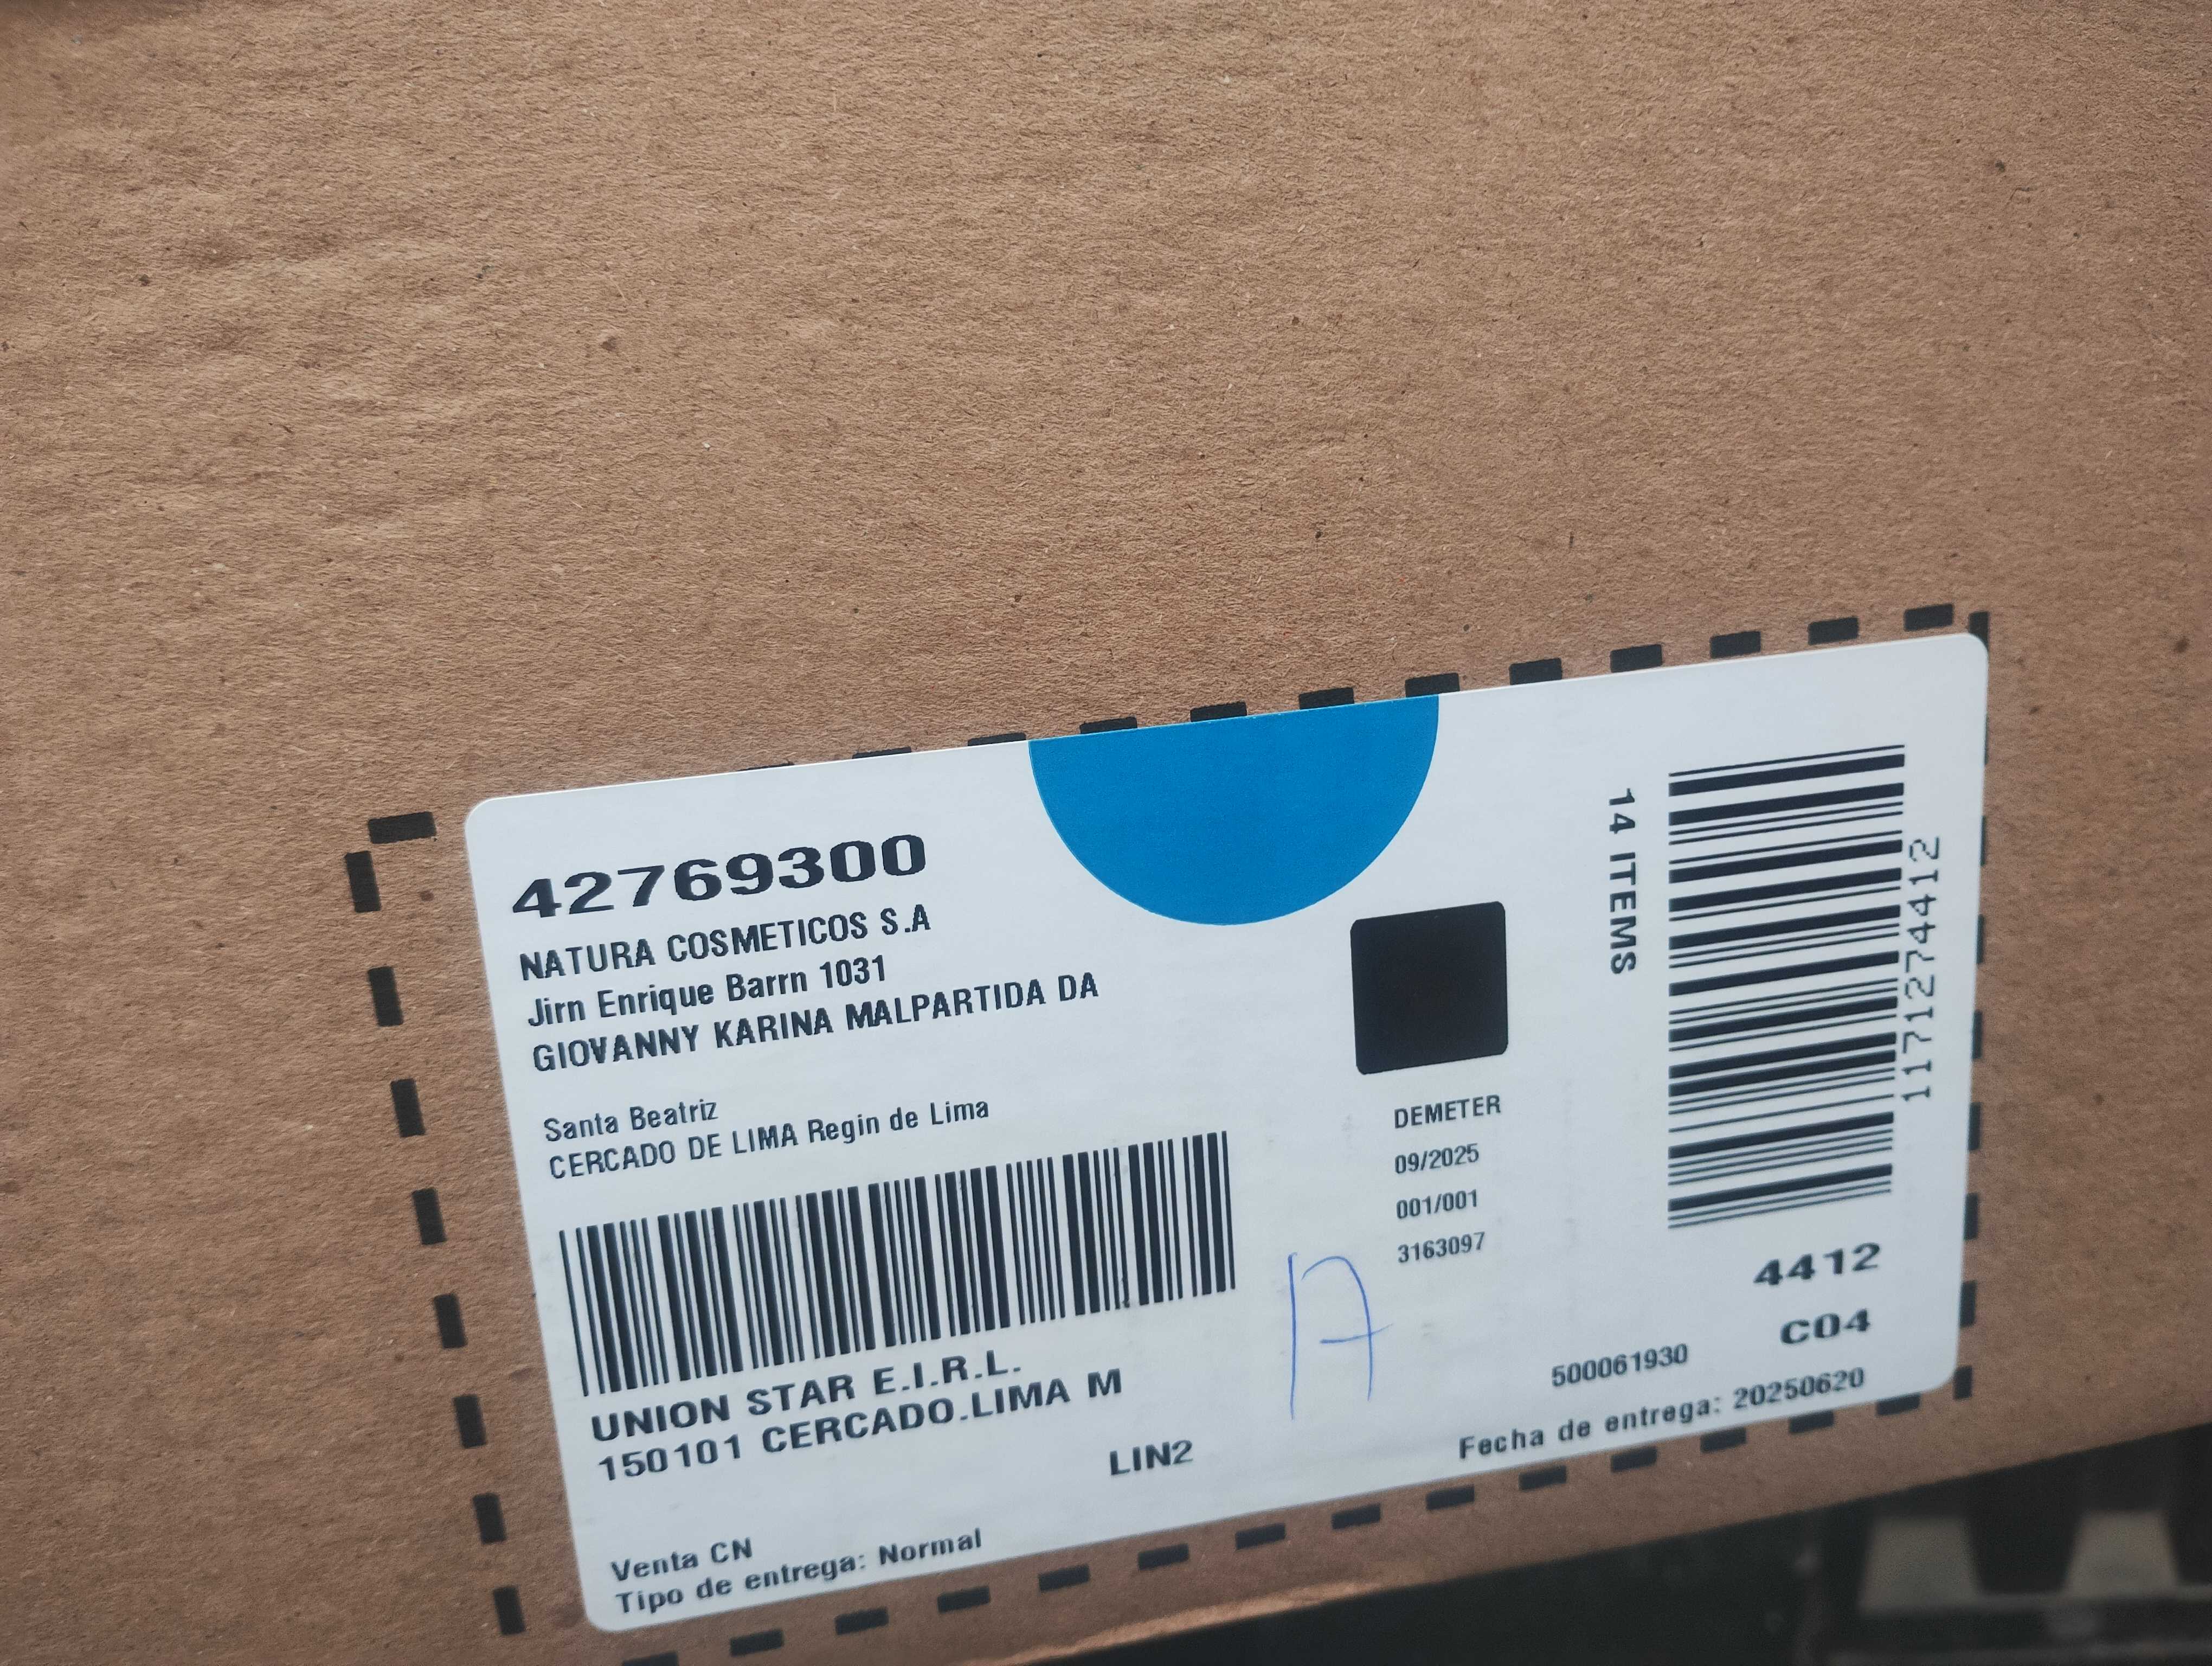 42769300
NATURA COSMETICOS S.A
Jirn Enrique Barrn 1031
GIOVANNY KARINA MALPARTIDA DA
Santa Beatriz
CERCADO DE LIMA Regin de Lima
UNION STAR E.I.R.L.
150101 CERCADO.LIMA M
LIN2
Venta CN
Tipo de entrega: Normal
DEMETER
09/2025
001/001
3163097
A
14 ITEMS
1171274412
4412
C04
500061930
Fecha de entrega: 20250620